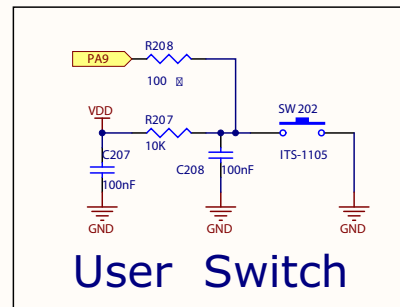 R208
PA9
100
VDD
R207
SW202
C207
10K
C208
100nF
ITS-1105
100nF
GND
GND
GND
User Switch